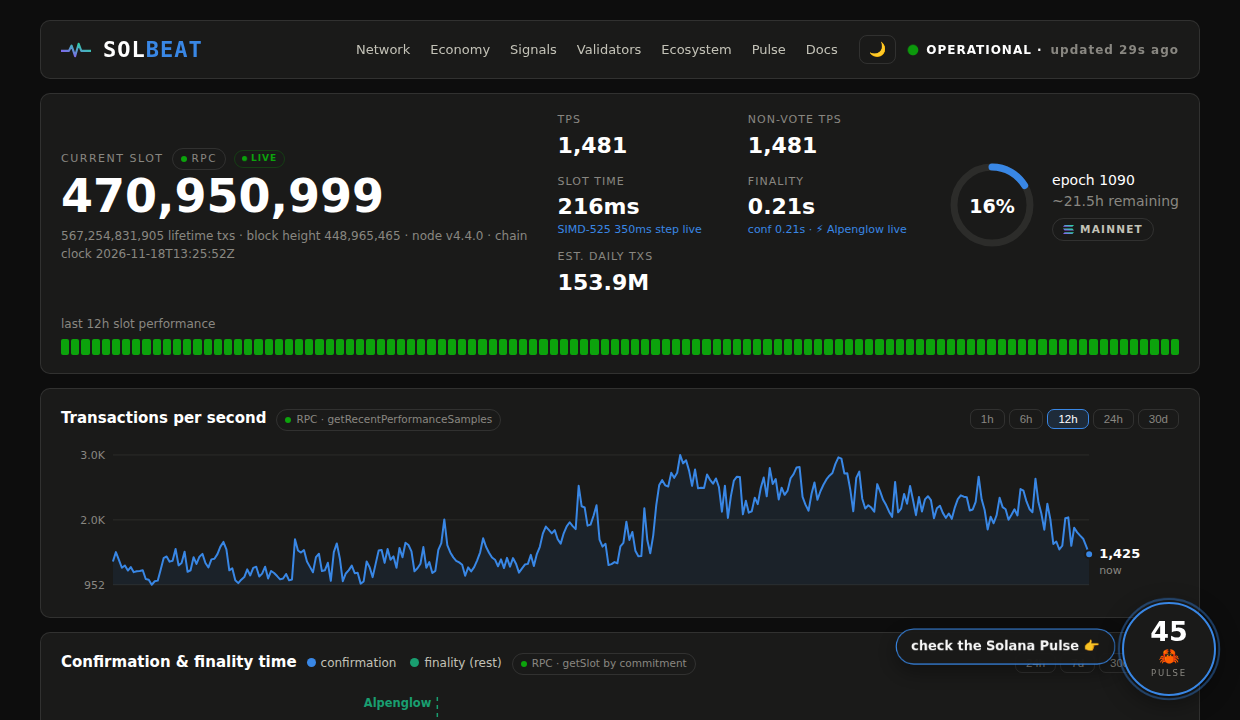 SOLBEAT
Network Economy Signals Validators Ecosystem Pulse Docs
OPERATIONAL · updated 29s ago
CURRENT SLOT RPC LIVE
470,950,999
567,254,831,905 lifetime txs · block height 448,965,465 · node v4.4.0 · chain
clock 2026-11-18T13:25:52Z
TPS
1,481
NON-VOTE TPS
1,481
SLOT TIME
216ms
SIMD-525 350ms step live
FINALITY
0.21s
conf 0.21s · ⚡ Alpenglow live
EST. DAILY TXS
153.9M
16%
epoch 1090
~21.5h remaining
MAINNET
last 12h slot performance
Transactions per second RPC · getRecentPerformanceSamples
1h 6h 12h 24h 30d
3.0K
2.0K
952
1,425
now
Confirmation & finality time confirmation finality (rest) RPC · getSlot by commitment
Alpenglow
check the Solana Pulse 👉
45
PULSE